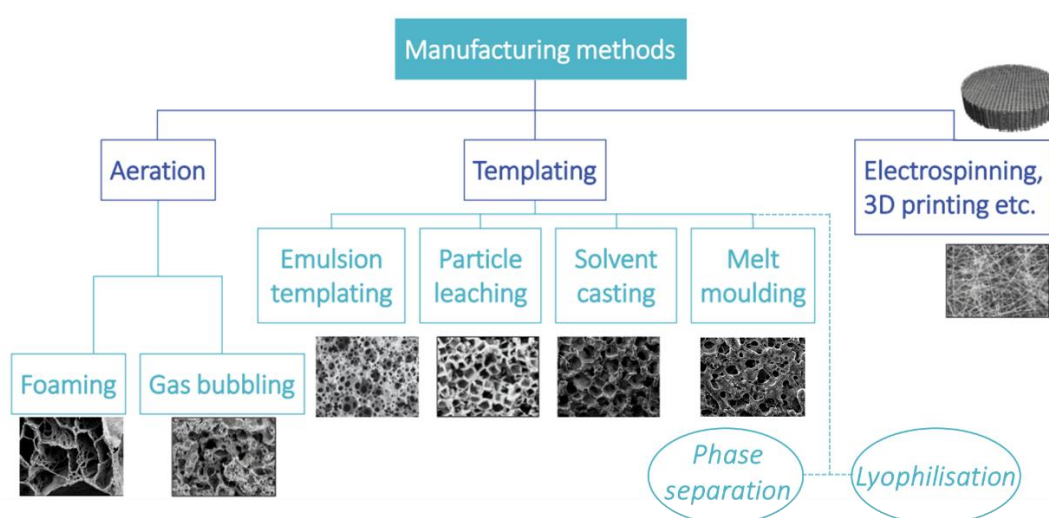 Manufacturing methods
Aeration
Templating
Electrospinning,
3D printing etc.
Emulsion
templating
Particle
leaching
Solvent
casting
Melt
moulding
Foaming
Gas bubbling
Phase
separation
Lyophilisation